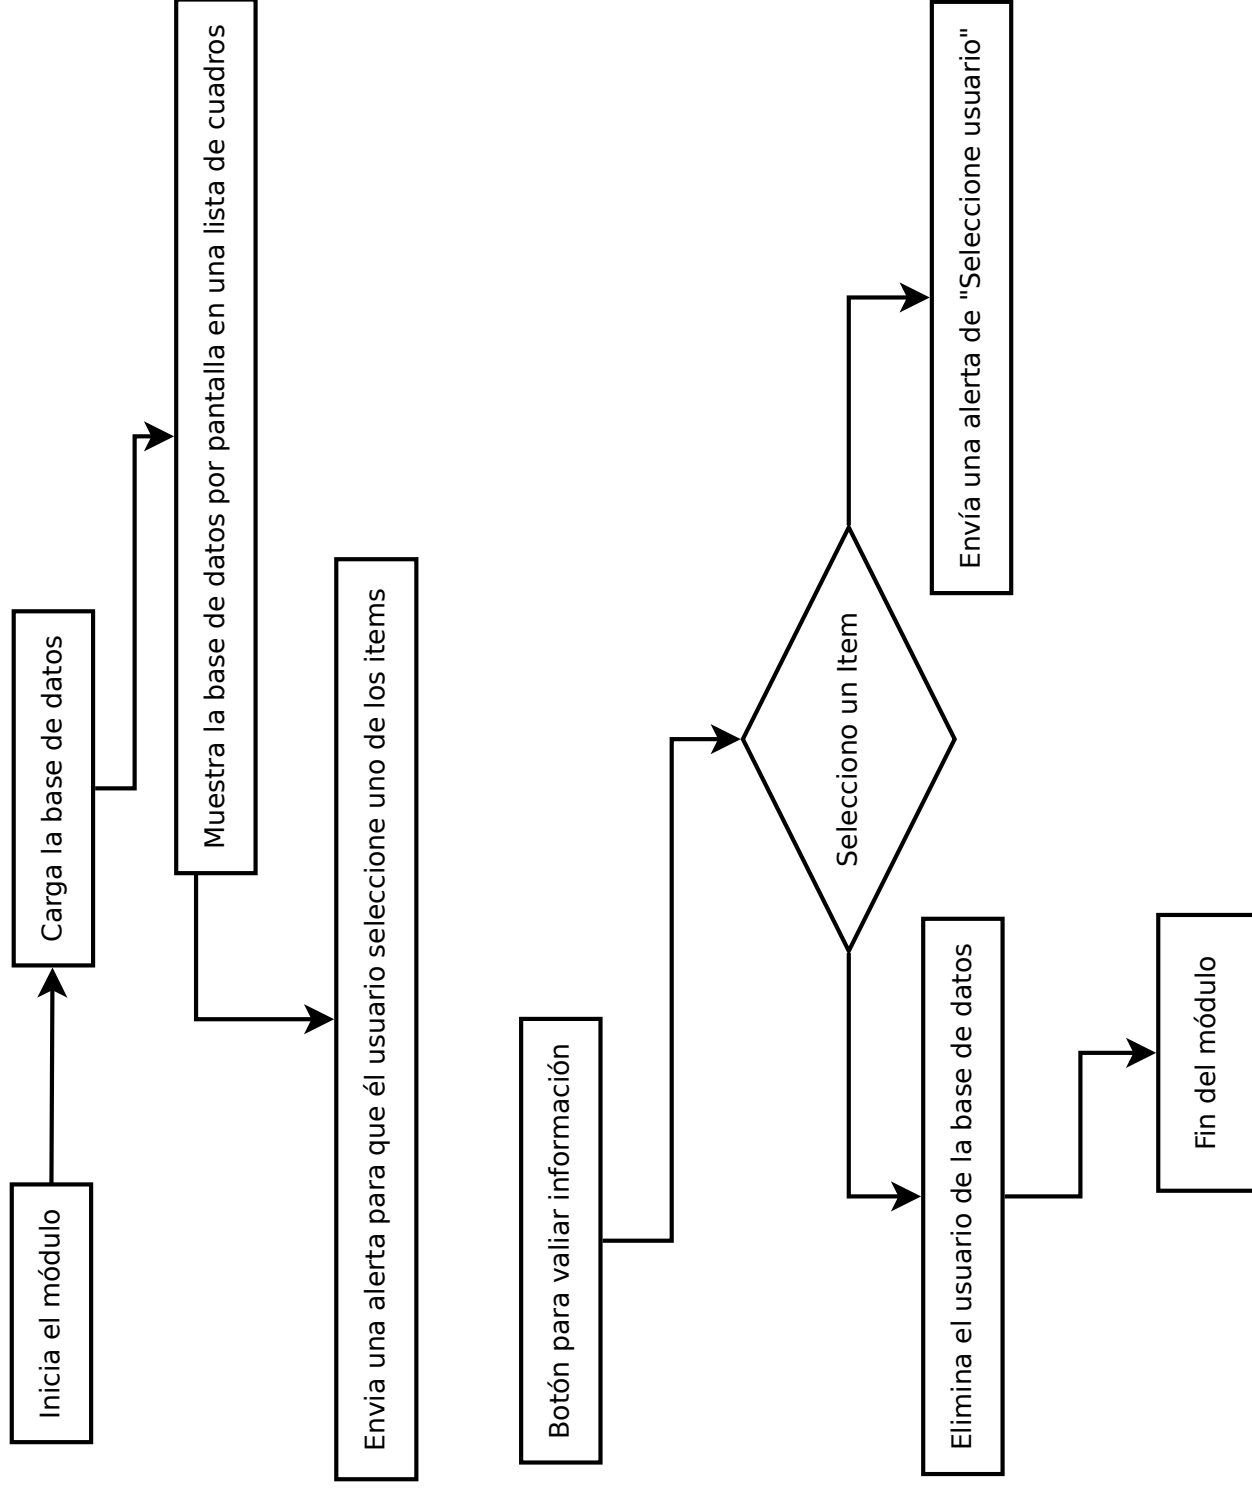 Inicia el módulo
Carga la base de datos
Muestra la base de datos por pantalla en una lista de cuadros
Envia una alerta para que él usuario seleccione uno de los items
Botón para valiar información
Selecciono un Item
Elimina el usuario de la base de datos
Envía una alerta de "Seleccione usuario"
Fin del módulo